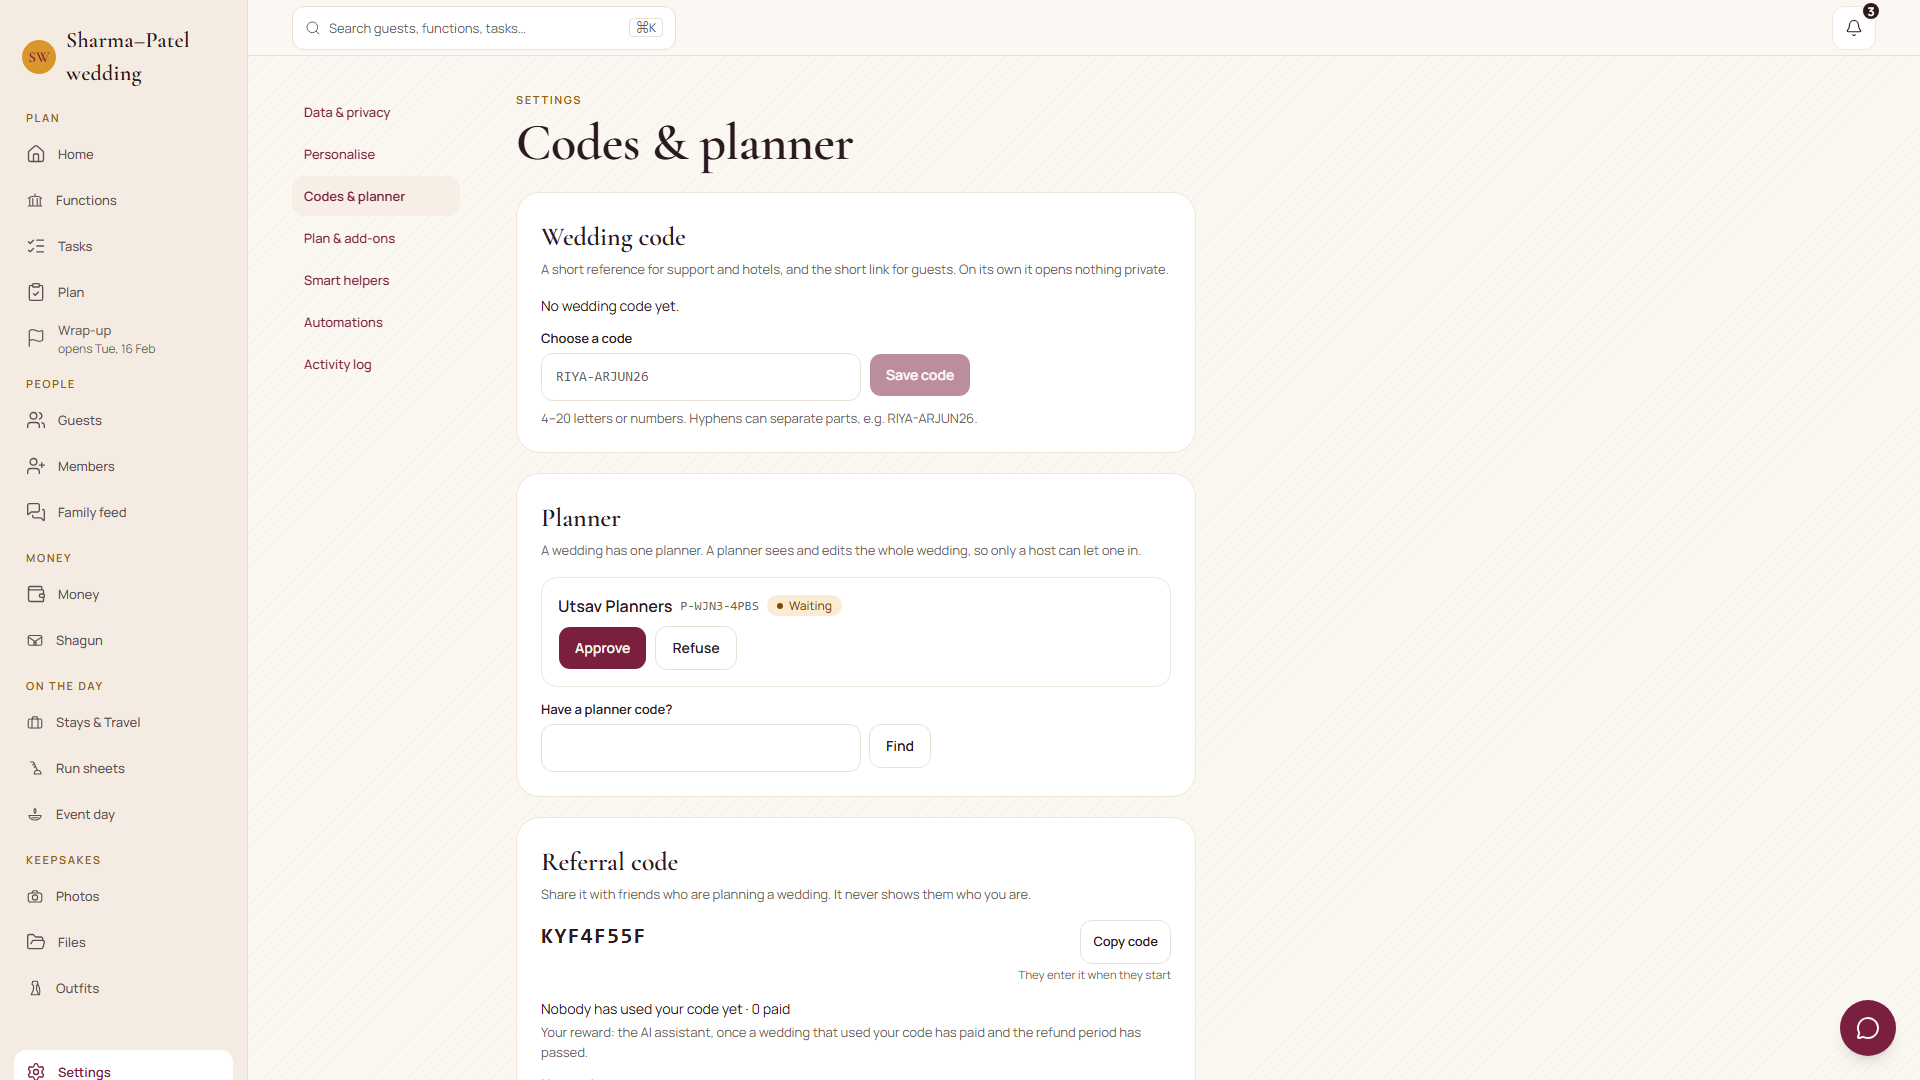 SW
Sharma–Patel
wedding
PLAN
Home
Functions
Tasks
Plan
Wrap-up
opens Tue, 16 Feb
PEOPLE
Guests
Members
Family feed
MONEY
Money
Shagun
ON THE DAY
Stays & Travel
Run sheets
Event day
KEEPSAKES
Photos
Files
Outfits
Settings
Search guests, functions, tasks...
⌘K
3
Data & privacy
Personalise
Codes & planner
Plan & add-ons
Smart helpers
Automations
Activity log
SETTINGS
Codes & planner
Wedding code
A short reference for support and hotels, and the short link for guests. On its own it opens nothing private.
No wedding code yet.
Choose a code
RIYA-ARJUN26
Save code
4–20 letters or numbers. Hyphens can separate parts, e.g. RIYA-ARJUN26.
Planner
A wedding has one planner. A planner sees and edits the whole wedding, so only a host can let one in.
Utsav Planners P-WJN3-4PBS Waiting
Approve
Refuse
Have a planner code?
Find
Referral code
Share it with friends who are planning a wedding. It never shows them who you are.
KYF4F55F
Copy code
They enter it when they start
Nobody has used your code yet · 0 paid
Your reward: the AI assistant, once a wedding that used your code has paid and the refund period has
passed.